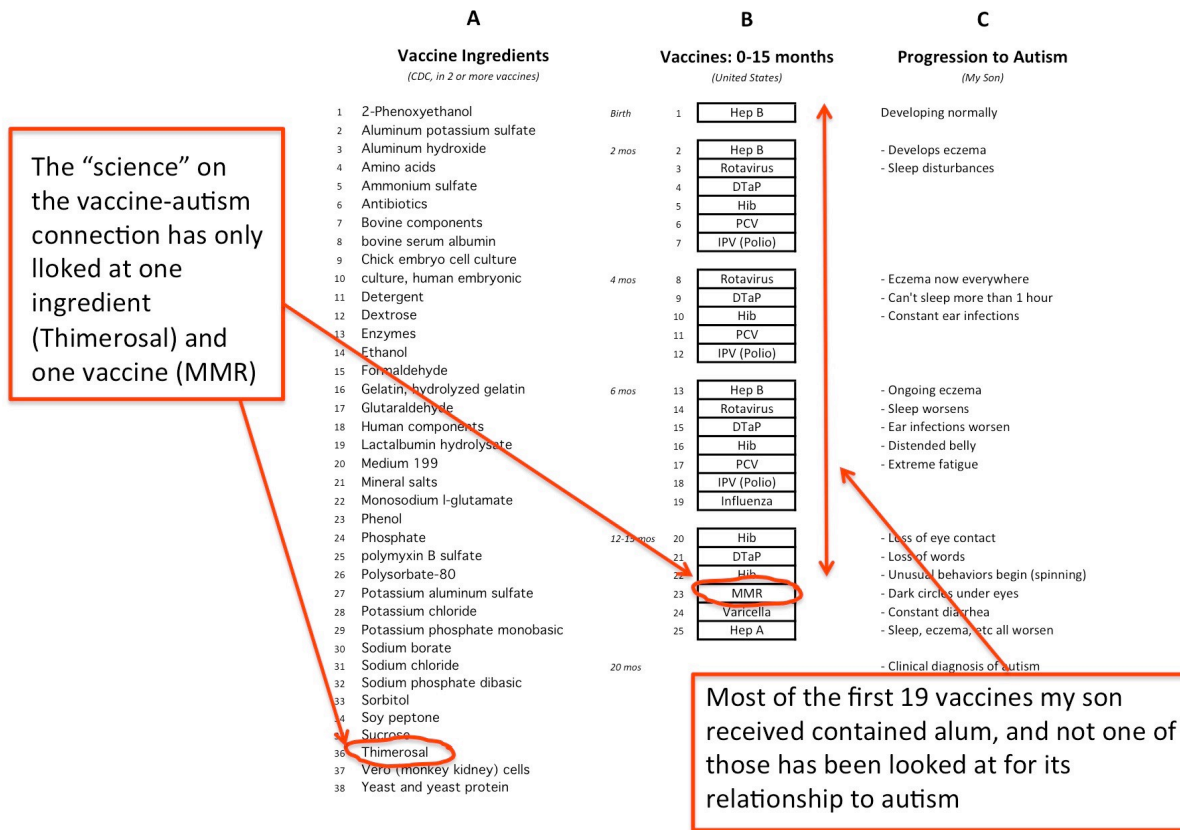 A
B
C
Vaccine Ingredients
Vaccines: 0-15 months
Progression to Autism
(CDC, in 2 or more vaccines)
(United States)
(My Son)
The “science” on
the vaccine-autism
connection has only
lloked at one
ingredient
(Thimerosal) and
one vaccine (MMR)
1 2-Phenoxyethanol
2 Aluminum potassium sulfate
3 Aluminum hydroxide
4 Amino acids
5 Ammonium sulfate
6 Antibiotics
7 Bovine components
8 bovine serum albumin
9 Chick embryo cell culture
10 culture, human embryonic
11 Detergent
12 Dextrose
13 Enzymes
14 Ethanol
15 Formaldehyde
16 Gelatin, hydrolyzed gelatin
17 Glutaraldehyde
18 Human components
19 Lactalbumin hydrolysate
20 Medium 199
21 Mineral salts
22 Monosodium l-glutamate
23 Phenol
24 Phosphate
25 polymyxin B sulfate
26 Polysorbate-80
27 Potassium aluminum sulfate
28 Potassium chloride
29 Potassium phosphate monobasic
30 Sodium borate
31 Sodium chloride
32 Sodium phosphate dibasic
33 Sorbitol
34 Soy peptone
35 Sucrose
36 Thimerosal
37 Vero (monkey kidney) cells
38 Yeast and yeast protein
Birth 1 Hep B
2 mos 2 Hep B
3 Rotavirus
4 DTaP
5 Hib
6 PCV
7 IPV (Polio)
4 mos 8 Rotavirus
9 DTaP
10 Hib
11 PCV
12 IPV (Polio)
6 mos 13 Hep B
14 Rotavirus
15 DTaP
16 Hib
17 PCV
18 IPV (Polio)
19 Influenza
12-15 mos 20 Hib
21 DTaP
22 Hib
23 MMR
24 Varicella
25 Hep A
20 mos
Developing normally
- Develops eczema
- Sleep disturbances
- Eczema now everywhere
- Can't sleep more than 1 hour
- Constant ear infections
- Ongoing eczema
- Sleep worsens
- Ear infections worsen
- Distended belly
- Extreme fatigue
- Loss of eye contact
- Loss of words
- Unusual behaviors begin (spinning)
- Dark circles under eyes
- Constant diarrhea
- Sleep, eczema, etc all worsen
- Clinical diagnosis of autism
Most of the first 19 vaccines my son
received contained alum, and not one of
those has been looked at for its
relationship to autism